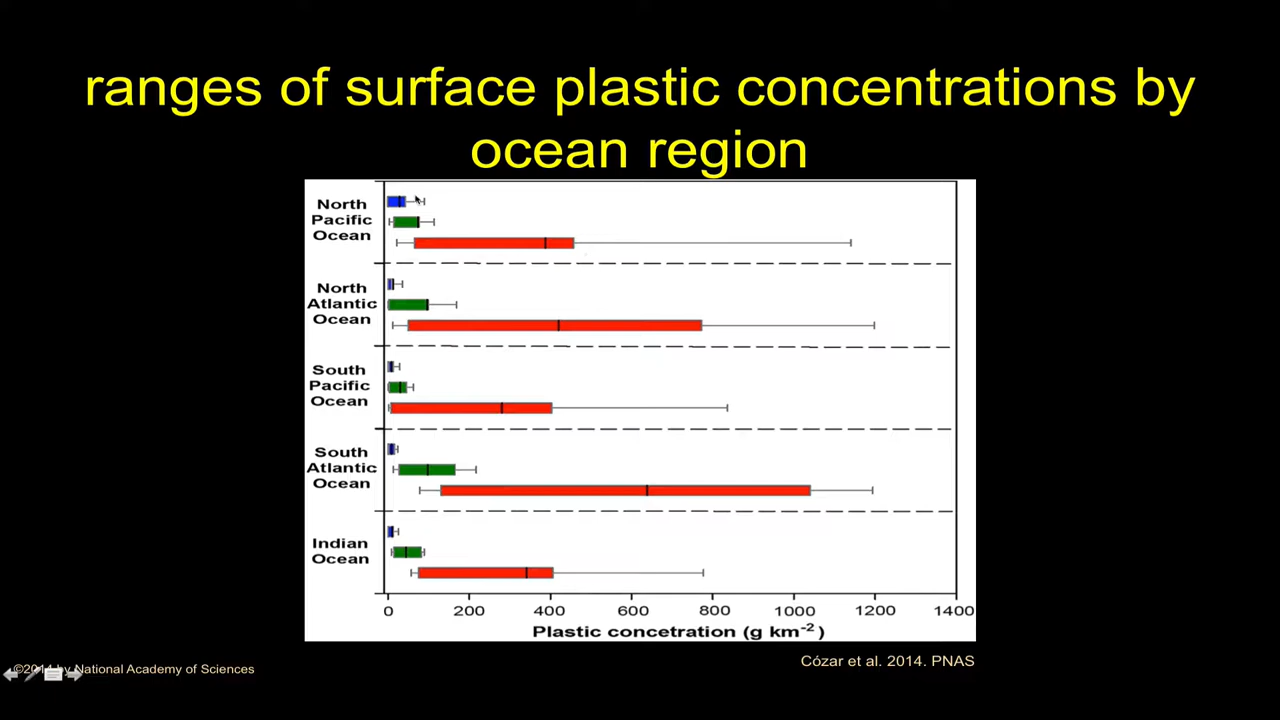 ranges of surface plastic concentrations by
ocean region
North
Pacific
Ocean
North
Atlantic
Ocean
South
Pacific
Ocean
South
Atlantic
Ocean
Indian
Ocean
0 200 400 600 800 1000 1200 1400
Plastic concetration (g km-2)
Cózar et al. 2014. PNAS
©2014 by National Academy of Sciences